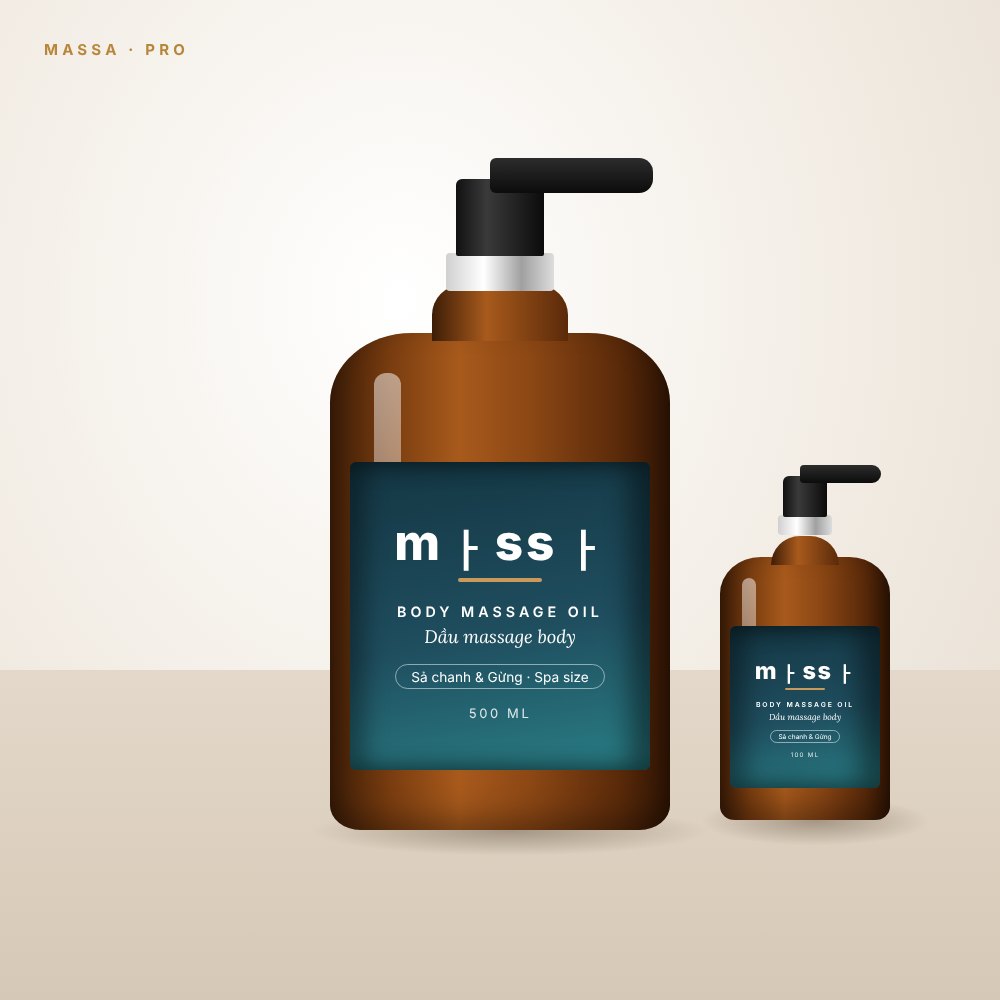 MASSA · PRO
m ├ ss ├
BODY MASSAGE OIL
Dầu massage body
Sả chanh & Gừng · Spa size
500 ML
m ├ ss ├
BODY MASSAGE OIL
Dầu massage body
Sả chanh & Gừng
100 ML